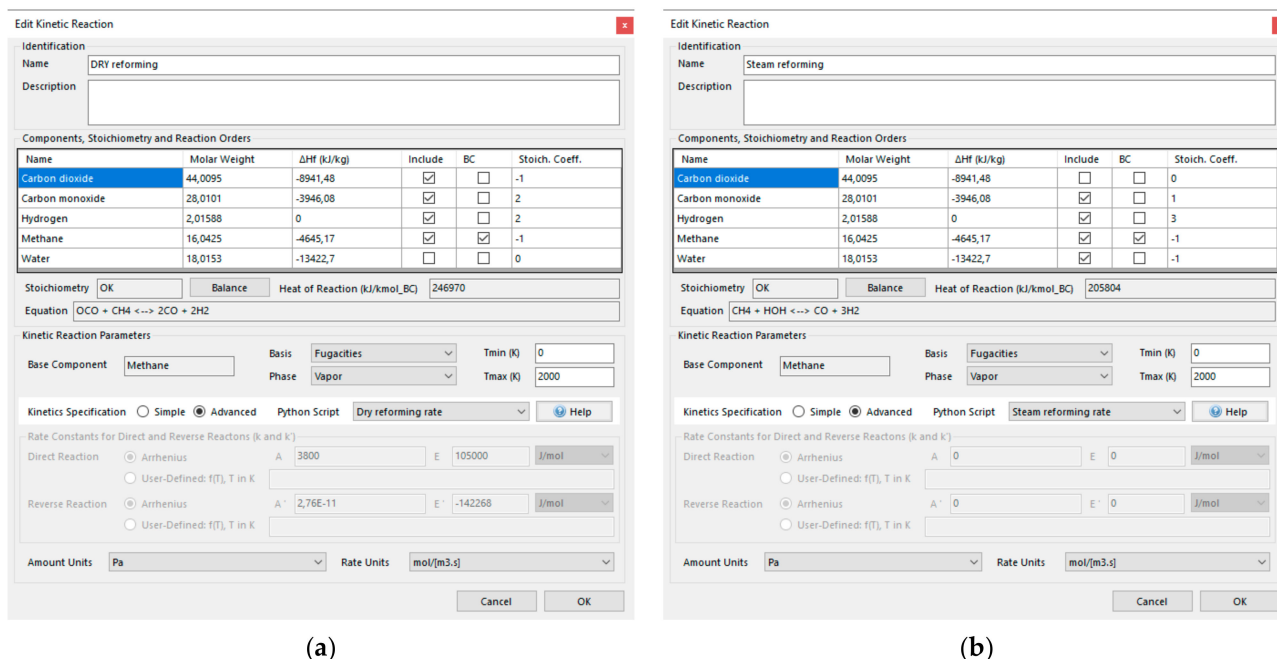 Edit Kinetic Reaction
x
Identification
Name DRY reforming
Description
Components, Stoichiometry and Reaction Orders
Name Molar Weight ΔHf (kJ/kg) Include BC Stoich. Coeff.
Carbon dioxide 44,0095 -8941,48 -1
Carbon monoxide 28,0101 -3946,08 2
Hydrogen 2,01588 0 2
Methane 16,0425 -4645,17 -1
Water 18,0153 -13422,7 0
Stoichiometry OK Balance Heat of Reaction (kJ/kmol_BC) 246970
Equation OCO + CH4 <--> 2CO + 2H2
Kinetic Reaction Parameters
Base Component Methane
Basis Fugacities Tmin (K) 0
Phase Vapor Tmax (K) 2000
Kinetics Specification Simple Advanced Python Script Dry reforming rate Help
Rate Constants for Direct and Reverse Reactons (k and k')
Direct Reaction Arrhenius A 3800 E 105000 J/mol
User-Defined: f(T), T in K
Reverse Reaction Arrhenius A' 2,76E-11 E' -142268 J/mol
User-Defined: f(T), T in K
Amount Units Pa Rate Units mol/[m3.s]
Cancel OK
(a)
Edit Kinetic Reaction
Identification
Name Steam reforming
Description
Components, Stoichiometry and Reaction Orders
Name Molar Weight ΔHf (kJ/kg) Include BC Stoich. Coeff.
Carbon dioxide 44,0095 -8941,48 0
Carbon monoxide 28,0101 -3946,08 1
Hydrogen 2,01588 0 3
Methane 16,0425 -4645,17 -1
Water 18,0153 -13422,7 -1
Stoichiometry OK Balance Heat of Reaction (kJ/kmol_BC) 205804
Equation CH4 + HOH <--> CO + 3H2
Kinetic Reaction Parameters
Base Component Methane
Basis Fugacities Tmin (K) 0
Phase Vapor Tmax (K) 2000
Kinetics Specification Simple Advanced Python Script Steam reforming rate Help
Rate Constants for Direct and Reverse Reactons (k and k')
Direct Reaction Arrhenius A 0 E 0 J/mol
User-Defined: f(T), T in K
Reverse Reaction Arrhenius A' 0 E' 0 J/mol
User-Defined: f(T), T in K
Amount Units Pa Rate Units mol/[m3.s]
Cancel OK
(b)